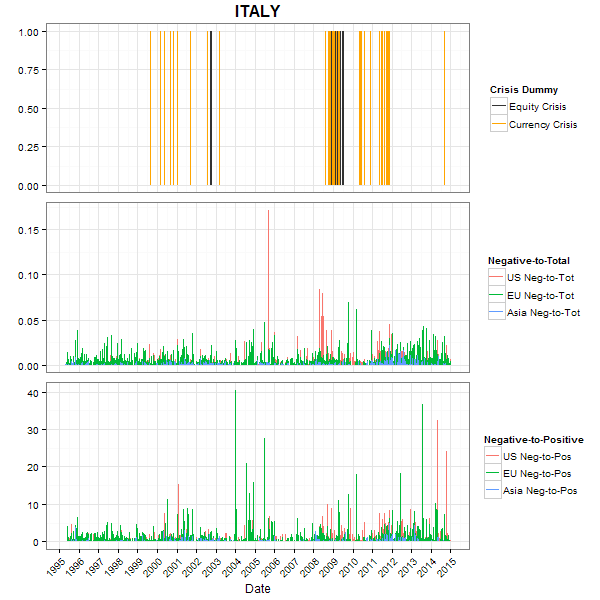 ITALY
1.00
0.75
0.50
0.25
0.00
Crisis Dummy
Equity Crisis
Currency Crisis
0.15
0.10
0.05
0.00
Negative-to-Total
US Neg-to-Tot
EU Neg-to-Tot
Asia Neg-to-Tot
40
30
20
10
0
Negative-to-Positive
US Neg-to-Pos
EU Neg-to-Pos
Asia Neg-to-Pos
1995 1996 1997 1998 1999 2000 2001 2002 2003 2004 2005 2006 2007 2008 2009 2010 2011 2012 2013 2014 2015
Date